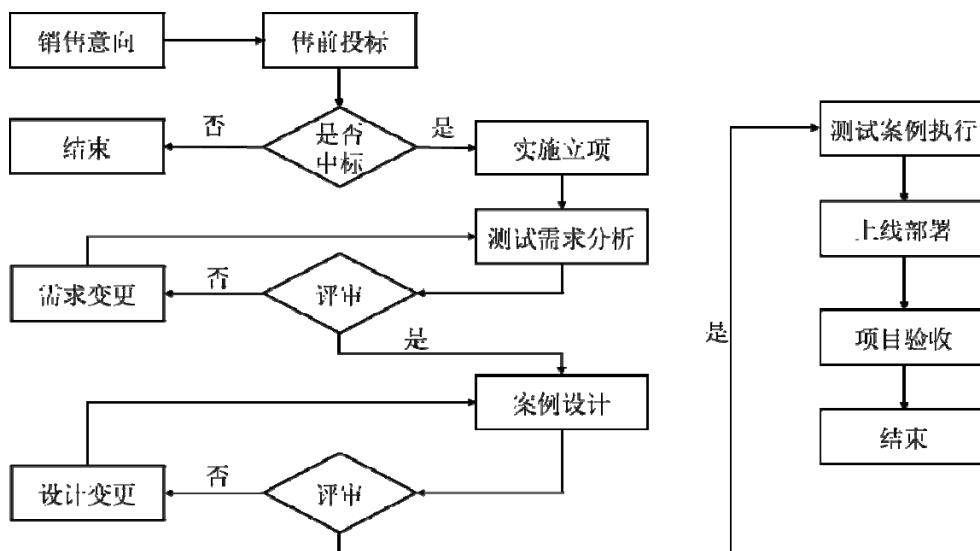 销售意向
售前投标
结束
否
是否
中标
是
实施立项
测试需求分析
需求变更
否
评审
是
案例设计
设计变更
否
评审
是
测试案例执行
上线部署
项目验收
结束